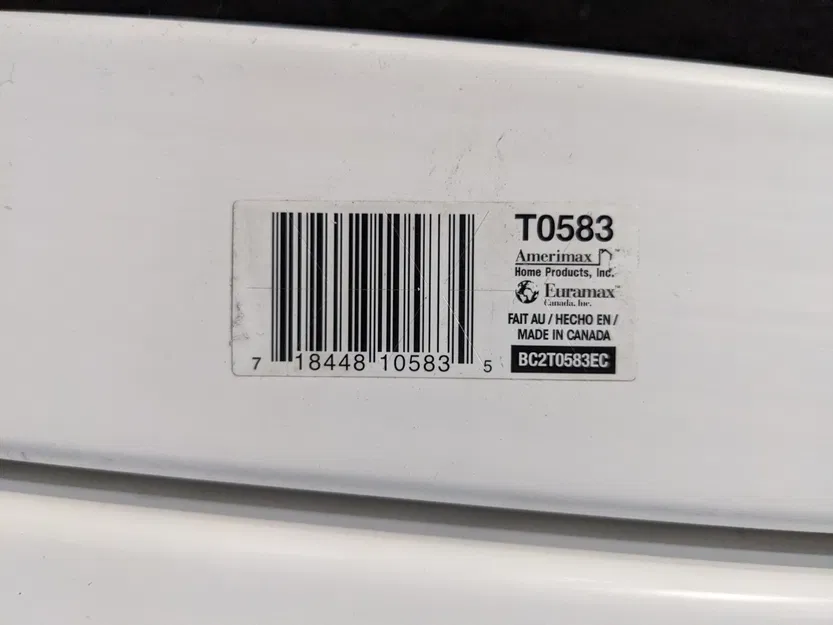 T0583
Amerimax
Home Products, Inc.
Euramax™
Canada, Inc.
FAIT AU / HECHO EN /
MADE IN CANADA
BC2T0583EC
7 18448 10583 5